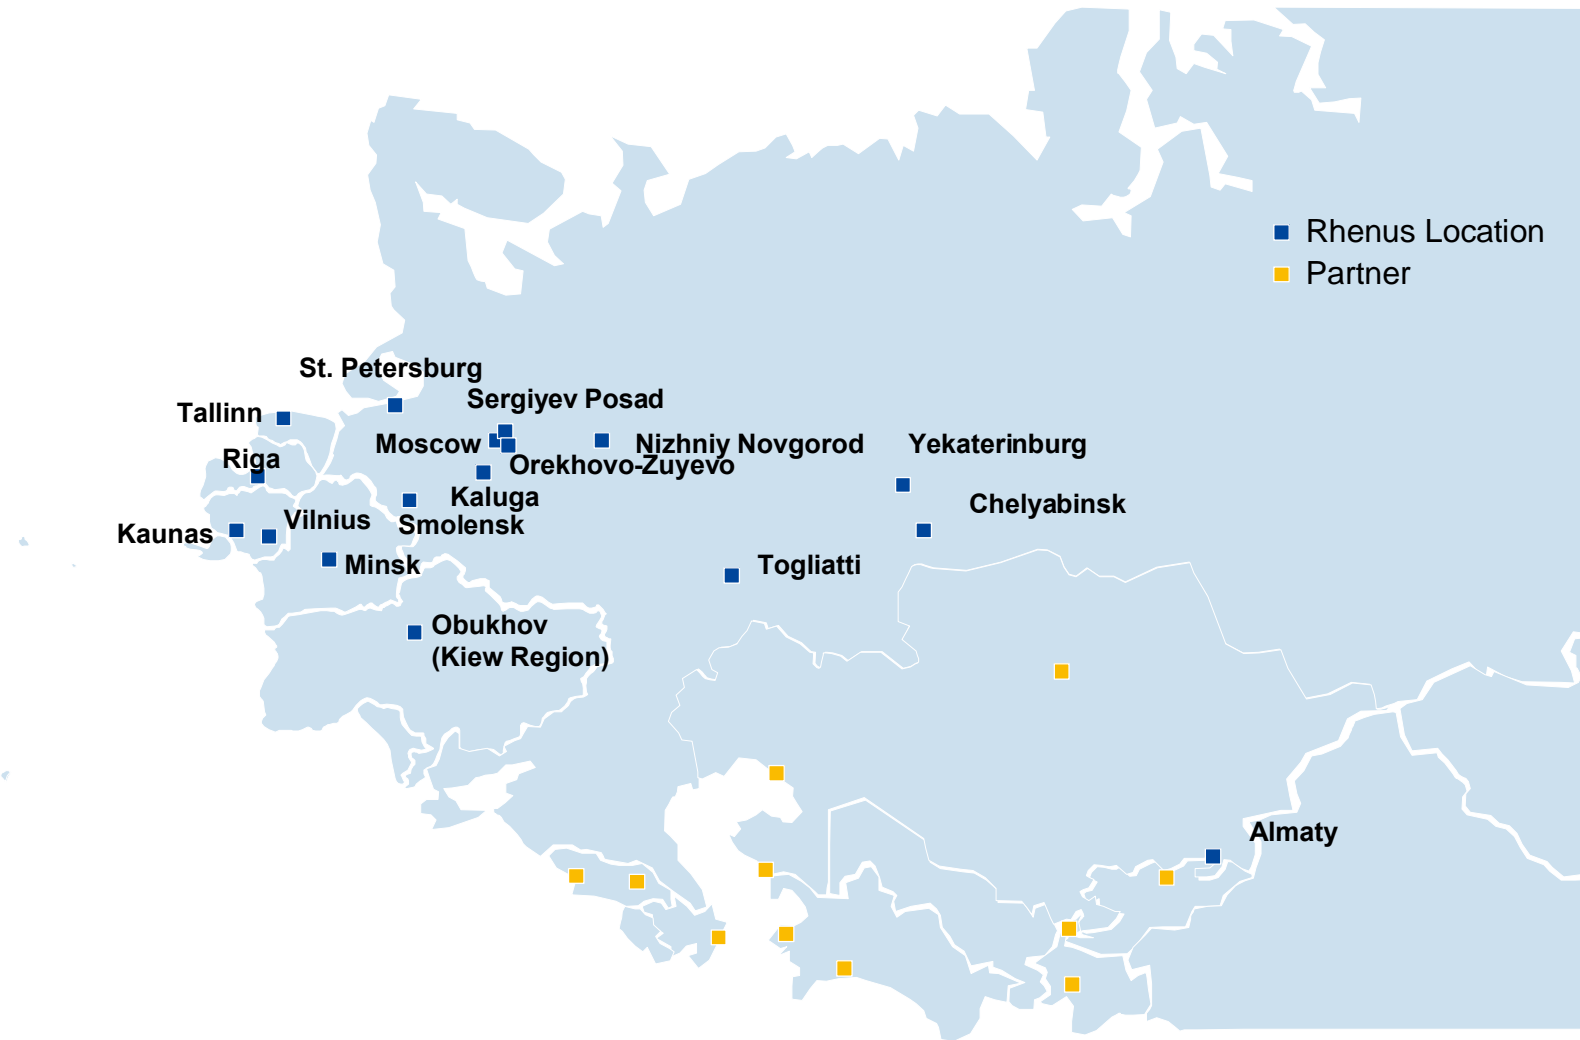 Rhenus Location
Partner
St. Petersburg
Sergiyev Posad
Tallinn
Moscow
Nizhniy Novgorod
Yekaterinburg
Riga
Orekhovo-Zuyevo
Kaluga
Chelyabinsk
Kaunas
Vilnius
Smolensk
Minsk
Togliatti
Obukhov
(Kiew Region)
Almaty